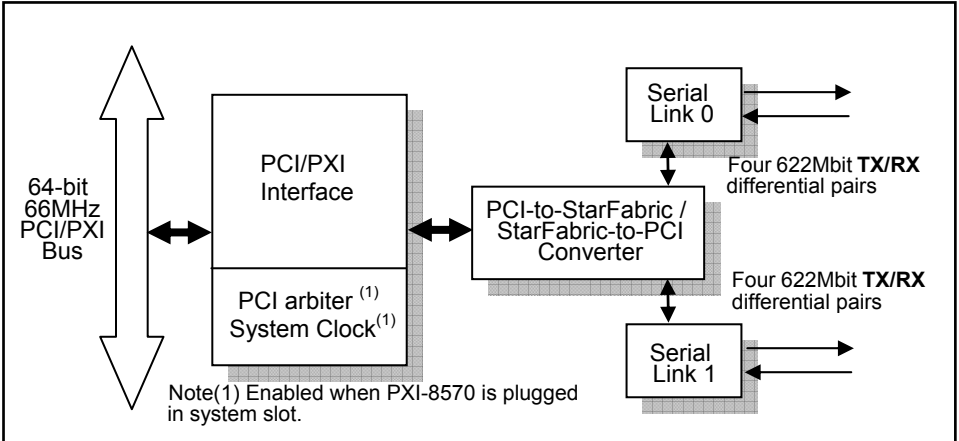 64-bit
66MHz
PCI/PXI
Bus
PCI/PXI
Interface
PCI arbiter (1)
System Clock(1)
Note(1) Enabled when PXI-8570 is plugged
in system slot.
PCI-to-StarFabric /
StarFabric-to-PCI
Converter
Serial
Link 0
Four 622Mbit TX/RX
differential pairs
Four 622Mbit TX/RX
differential pairs
Serial
Link 1